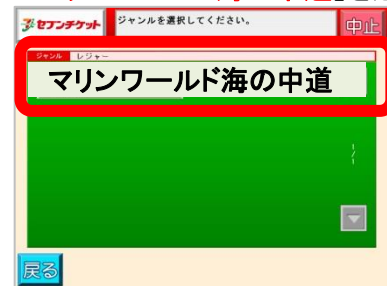 セブンチケット
ジャンルを選択してください。
中止
ジャンル レジャー
マリンワールド海の中道
1/1
戻る